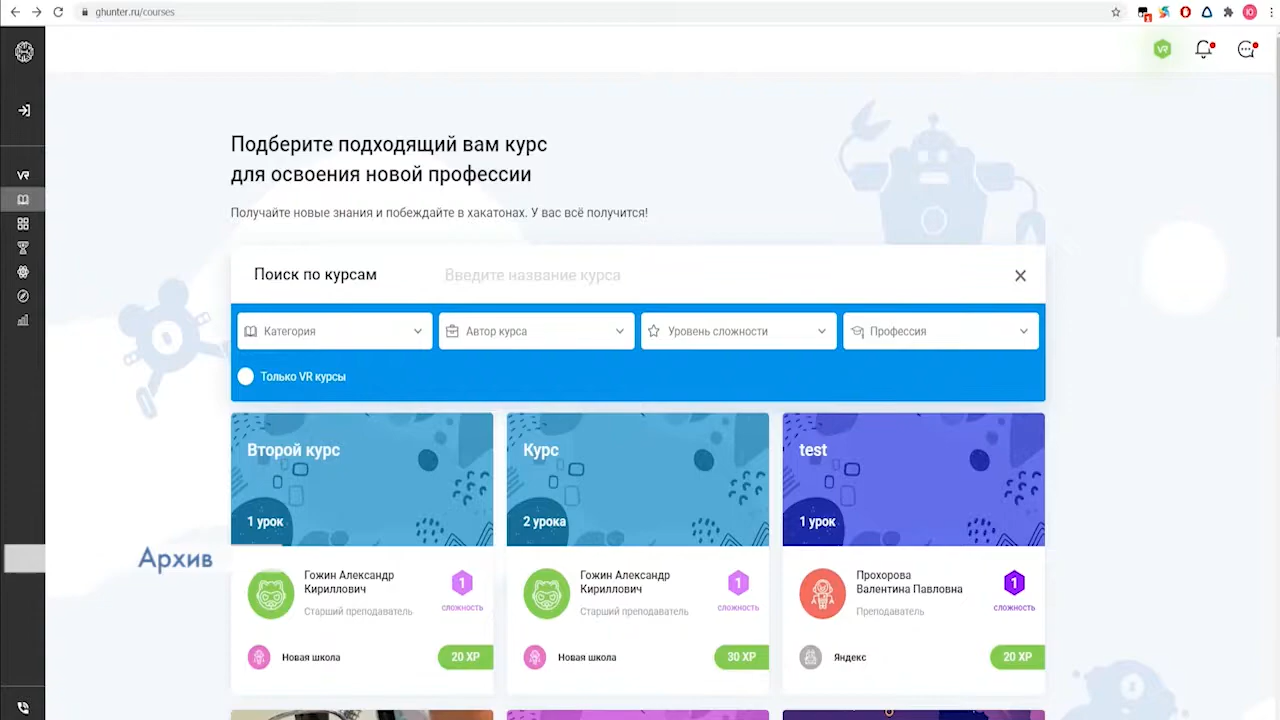 ghunter.ru/courses
VR
VR
Подберите подходящий вам курс
для освоения новой профессии
Получайте новые знания и побеждайте в хакатонах. У вас всё получится!
Поиск по курсам
Введите название курса
Категория
Автор курса
Уровень сложности
Профессия
Только VR курсы
Второй курс
1 урок
Гожин Александр
Кириллович
Старший преподаватель
1
сложность
Новая школа
20 XP
Курс
2 урока
Гожин Александр
Кириллович
Старший преподаватель
1
сложность
Новая школа
30 XP
test
1 урок
Прохорова
Валентина Павловна
Преподаватель
1
сложность
Яндекс
20 XP
Архив